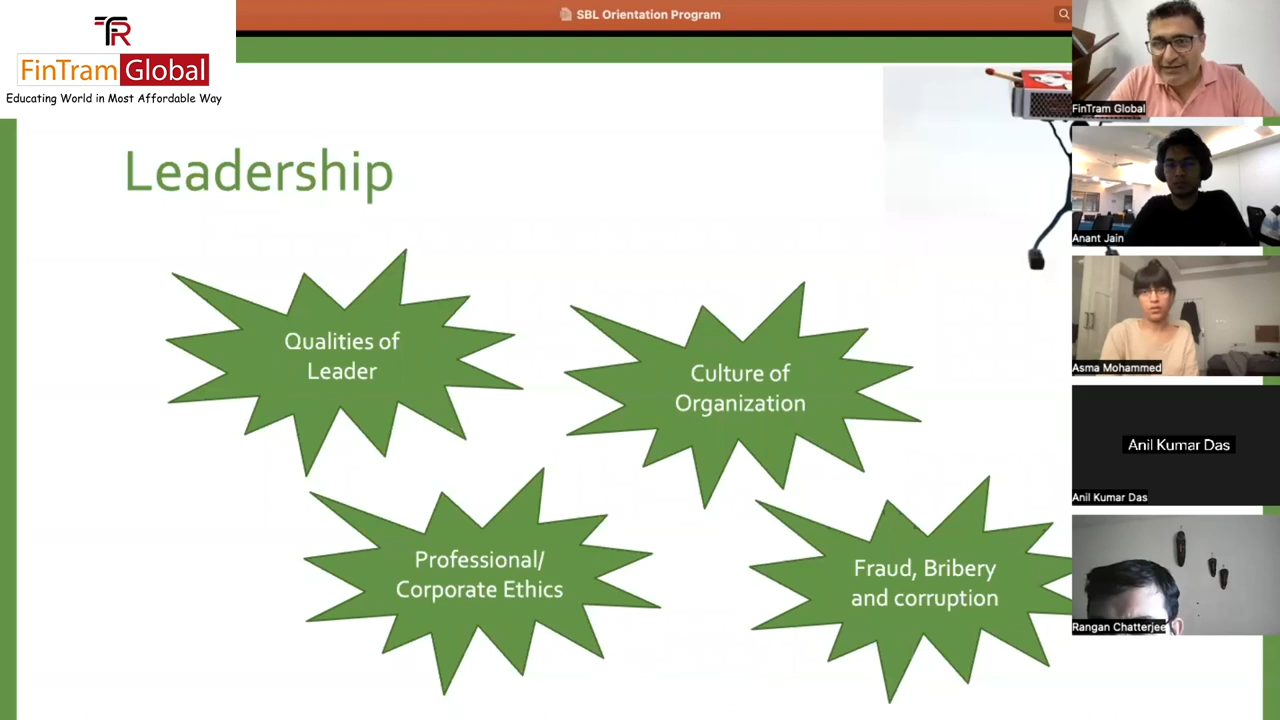 SBL Orientation Program
TR
FinTram Global
Educating World in Most Affordable Way
Leadership
Qualities of
Leader
Culture of
Organization
Professional/
Corporate Ethics
Fraud, Bribery
and corruption
FinTram Global
Anant Jain
Asma Mohammed
Anil Kumar Das
Anil Kumar Das
Rangan Chatterjee